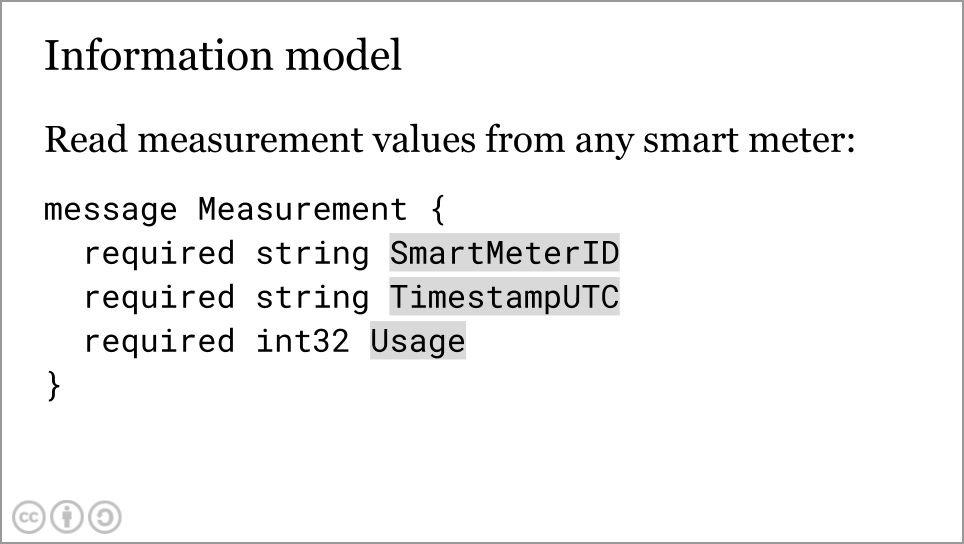 Information model
Read measurement values from any smart meter:
message Measurement {
  required string SmartMeterID
  required string TimestampUTC
  required int32 Usage
}
cc